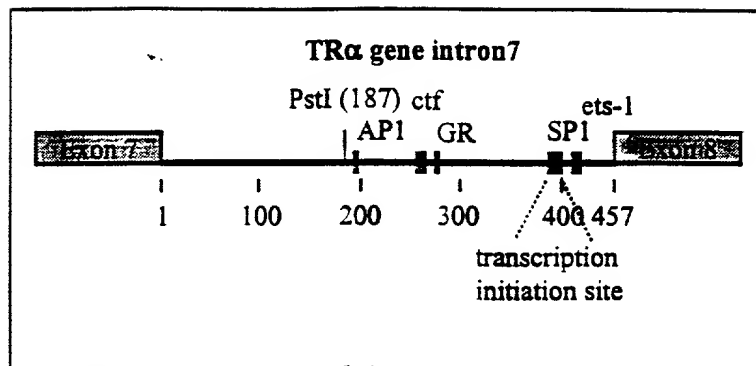 TRα gene intron7
PstI (187) ctf
ets-1
AP1 GR SP1
Exon 7 Exon8
1 100 200 300 400 457
transcription
initiation site